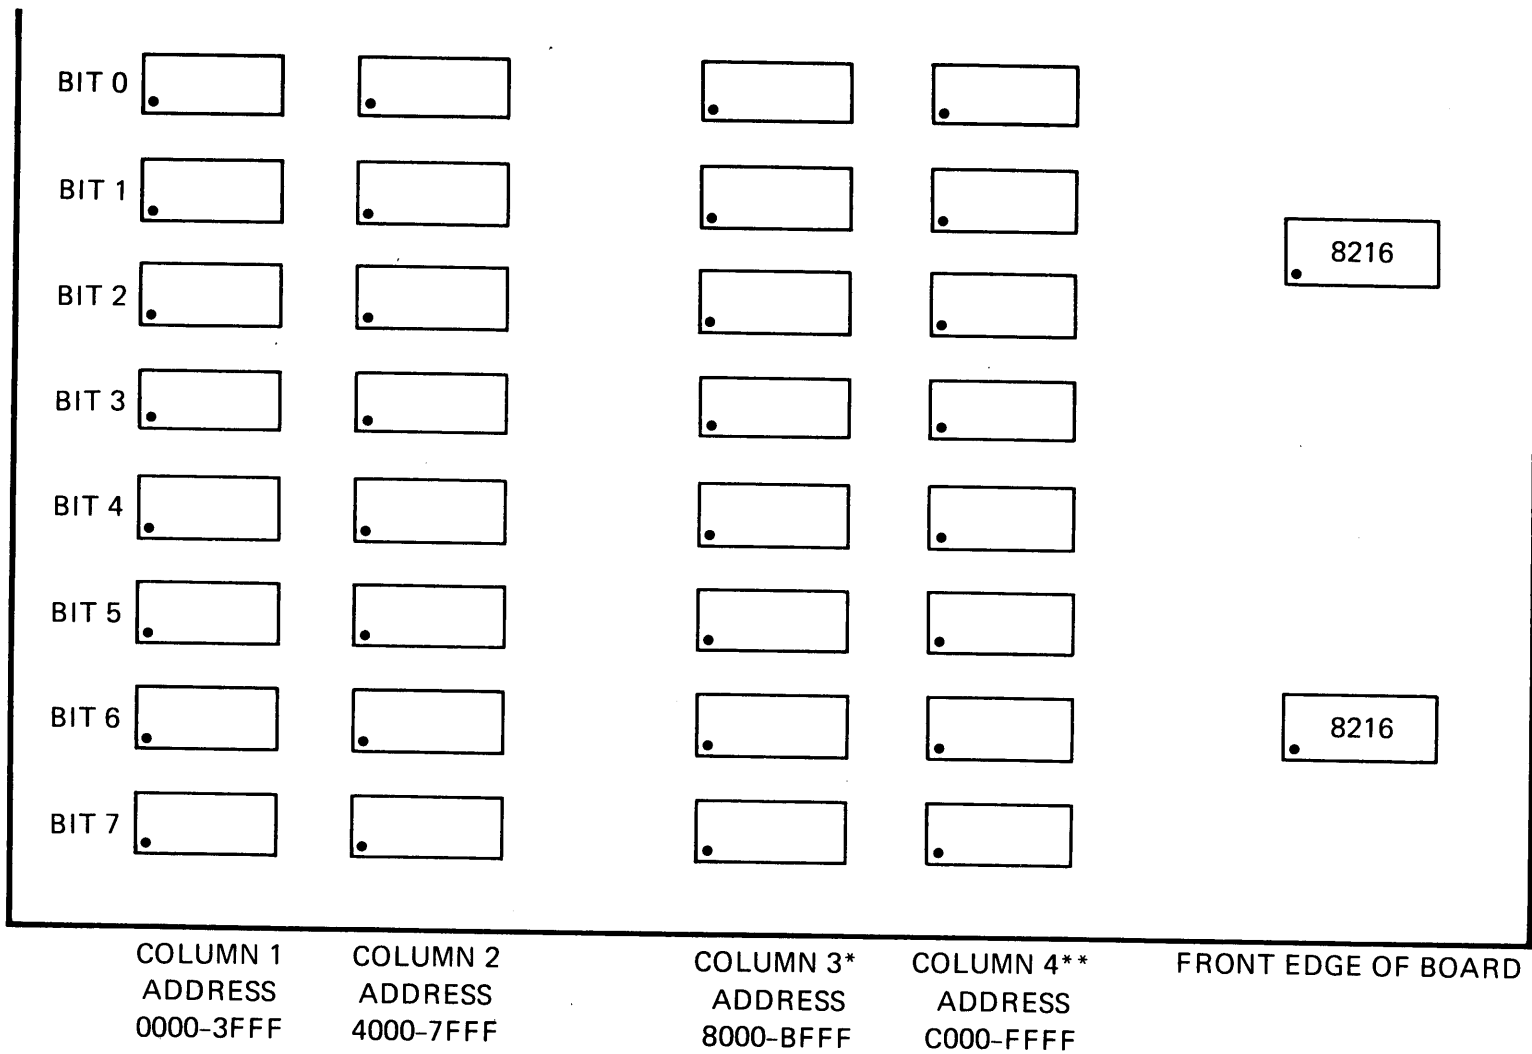 BIT 0
BIT 1
8216
BIT 2
BIT 3
BIT 4
BIT 5
BIT 6
8216
BIT 7
COLUMN 1
ADDRESS
0000-3FFF
COLUMN 2
ADDRESS
4000-7FFF
COLUMN 3*
ADDRESS
8000-BFFF
COLUMN 4**
ADDRESS
C000-FFFF
FRONT EDGE OF BOARD